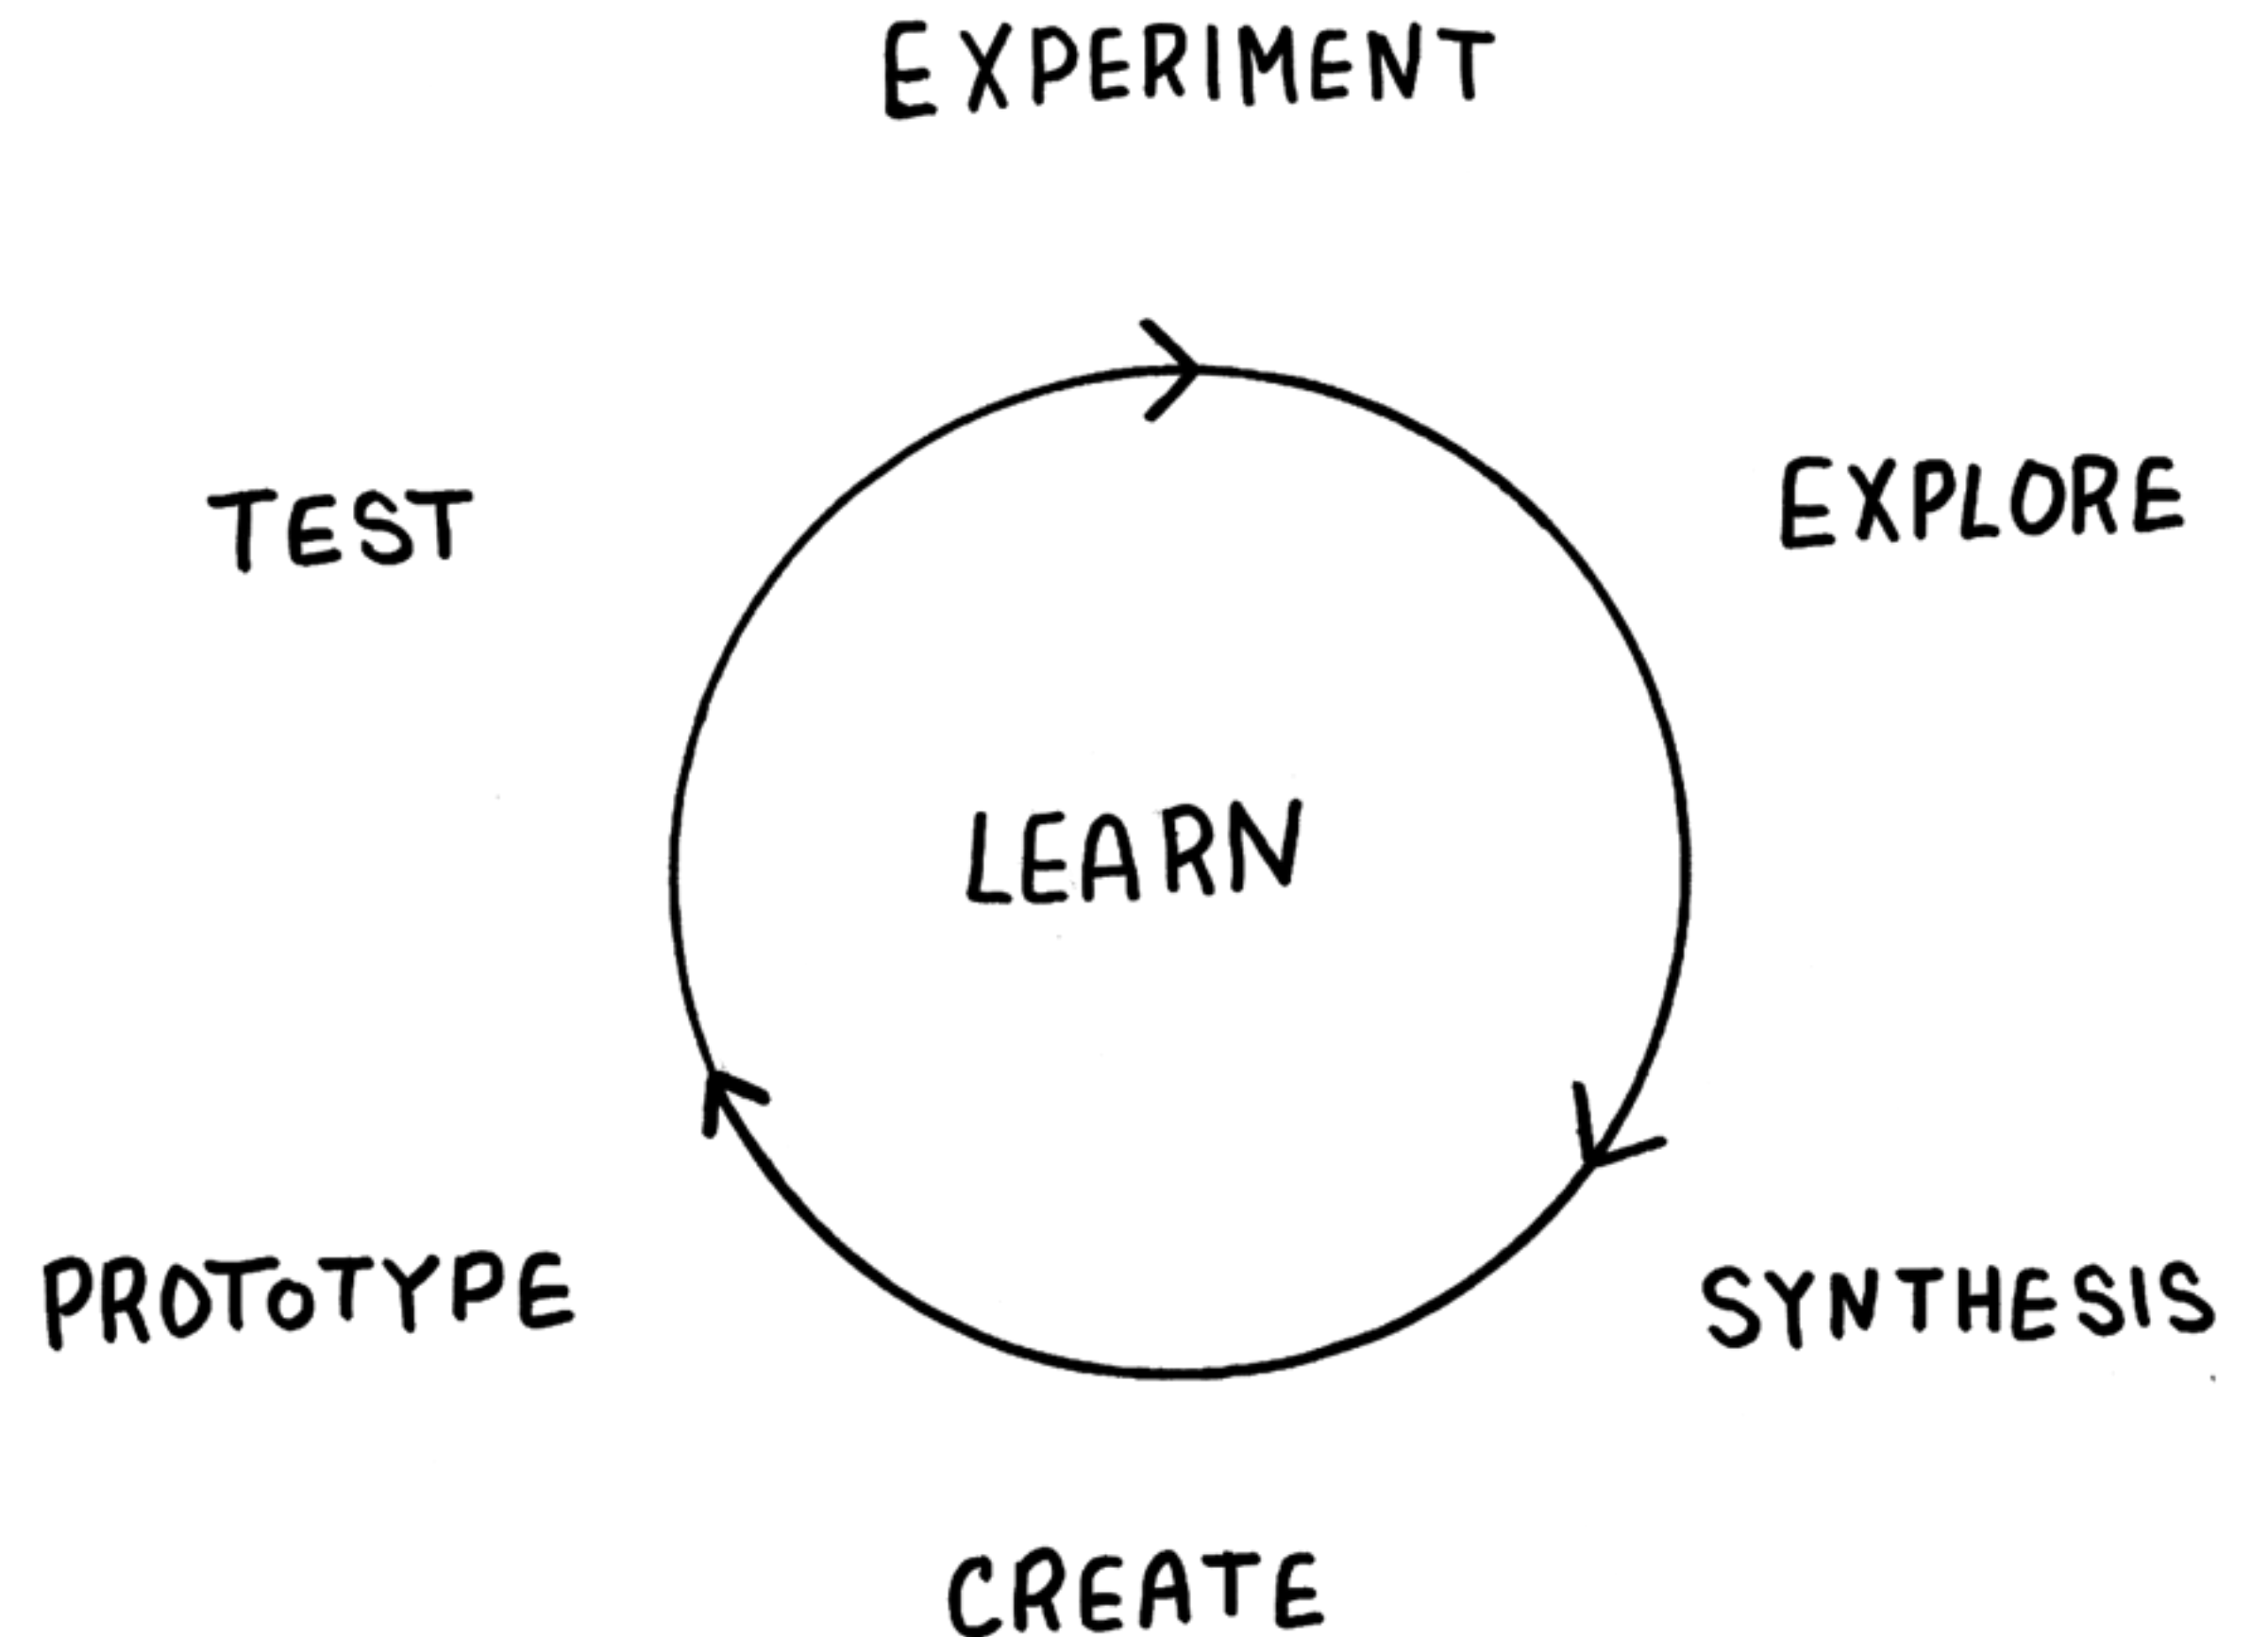 EXPERIMENT
TEST
EXPLORE
LEARN
PROTOTYPE
SYNTHESIS
CREATE